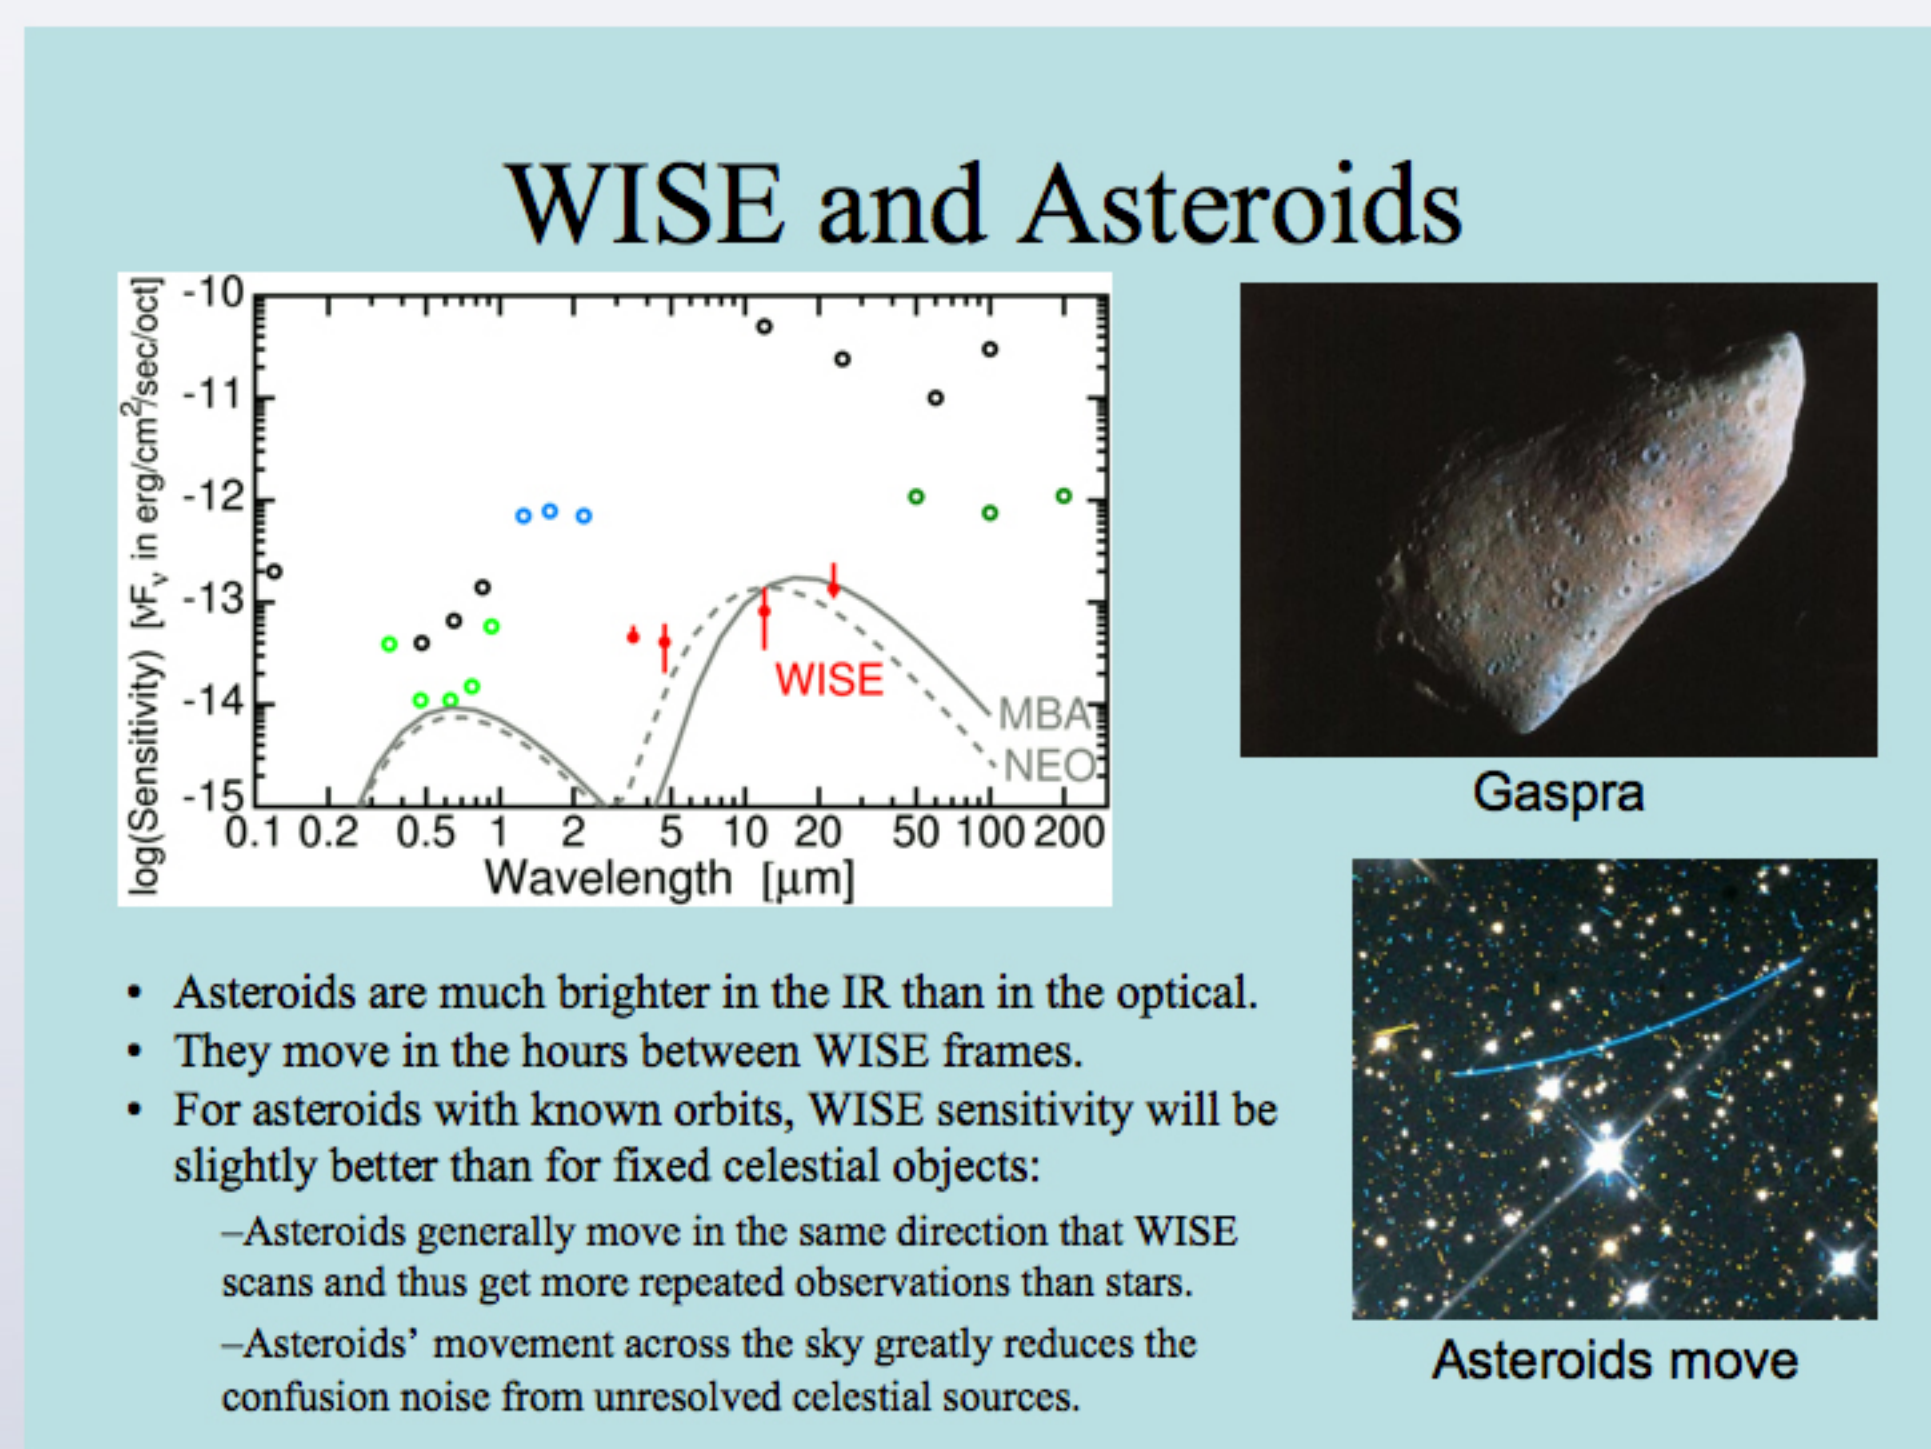 WISE and Asteroids
log(Sensitivity) [νFν in erg/cm²/sec/oct]
-10
-11
-12
-13
-14
-15
WISE
MBA
NEO
0.1 0.2 0.5 1 2 5 10 20 50 100 200
Wavelength [μm]
Gaspra
• Asteroids are much brighter in the IR than in the optical.
• They move in the hours between WISE frames.
• For asteroids with known orbits, WISE sensitivity will be
slightly better than for fixed celestial objects:
–Asteroids generally move in the same direction that WISE
scans and thus get more repeated observations than stars.
–Asteroids’ movement across the sky greatly reduces the
confusion noise from unresolved celestial sources.
Asteroids move